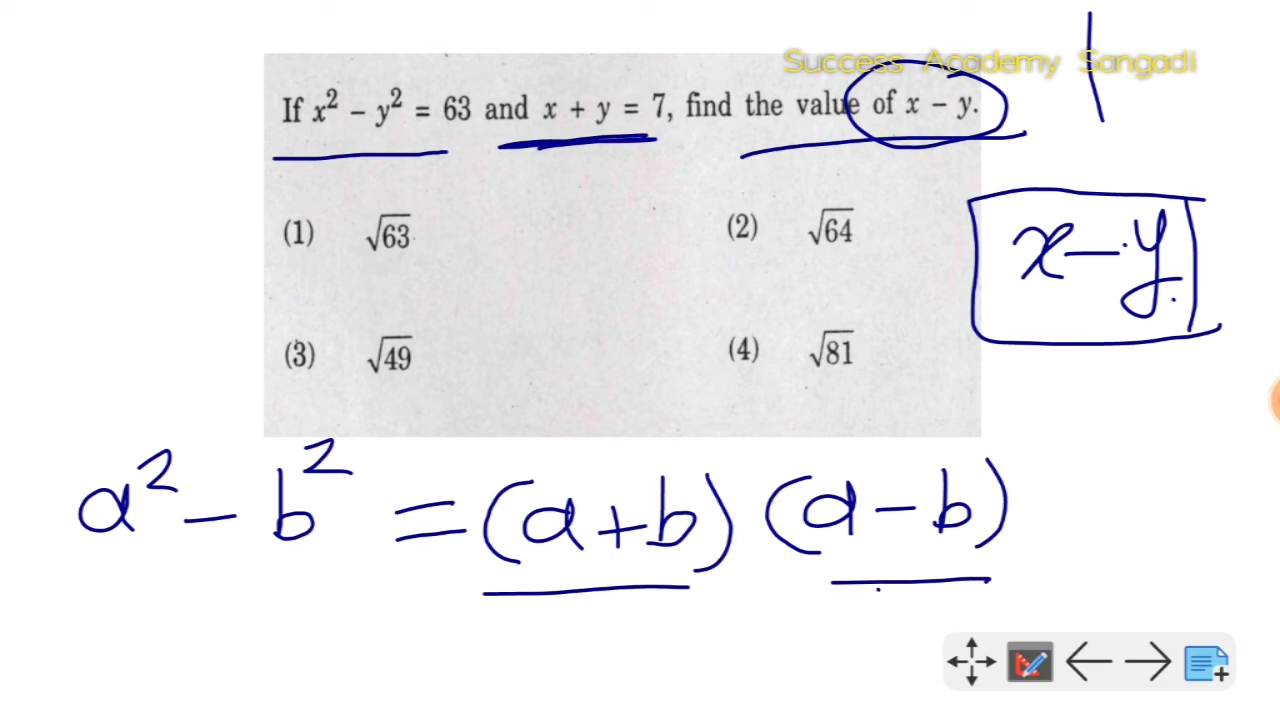 Success Academy Sangadi
If x² − y² = 63 and x + y = 7, find the value of x − y.
(1) √63 (2) √64
x − y
(3) √49 (4) √81
a² − b² = (a + b) (a − b)